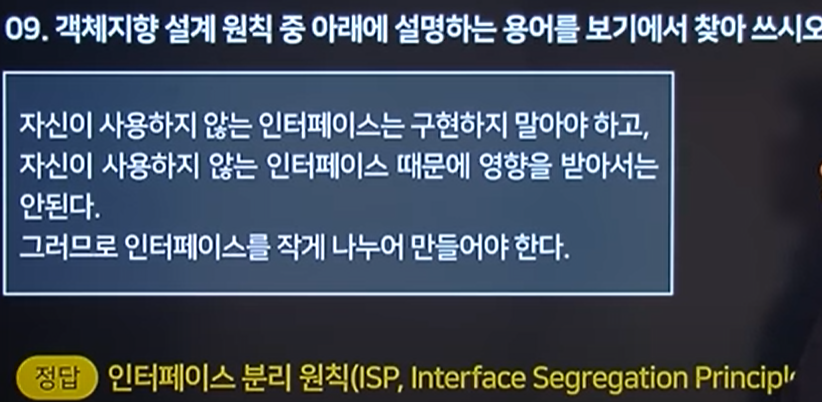 09. 객체지향 설계 원칙 중 아래에 설명하는 용어를 보기에서 찾아 쓰시오
자신이 사용하지 않는 인터페이스는 구현하지 말아야 하고,
자신이 사용하지 않는 인터페이스 때문에 영향을 받아서는
안된다.
그러므로 인터페이스를 작게 나누어 만들어야 한다.
정답 인터페이스 분리 원칙(ISP, Interface Segregation